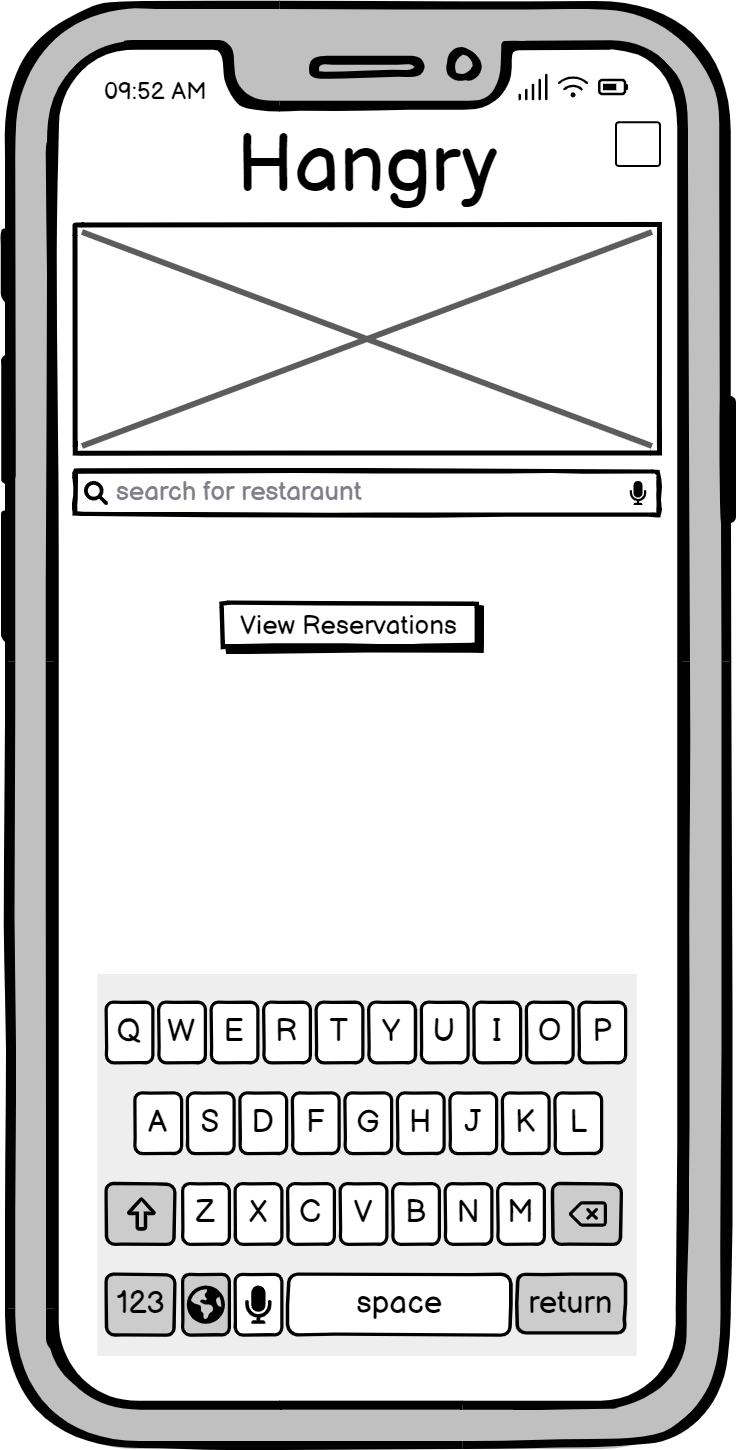 09:52 AM
Hangry
search for restaraunt
View Reservations
Q W E R T Y U I O P
A S D F G H J K L
Z X C V B N M
123 space return